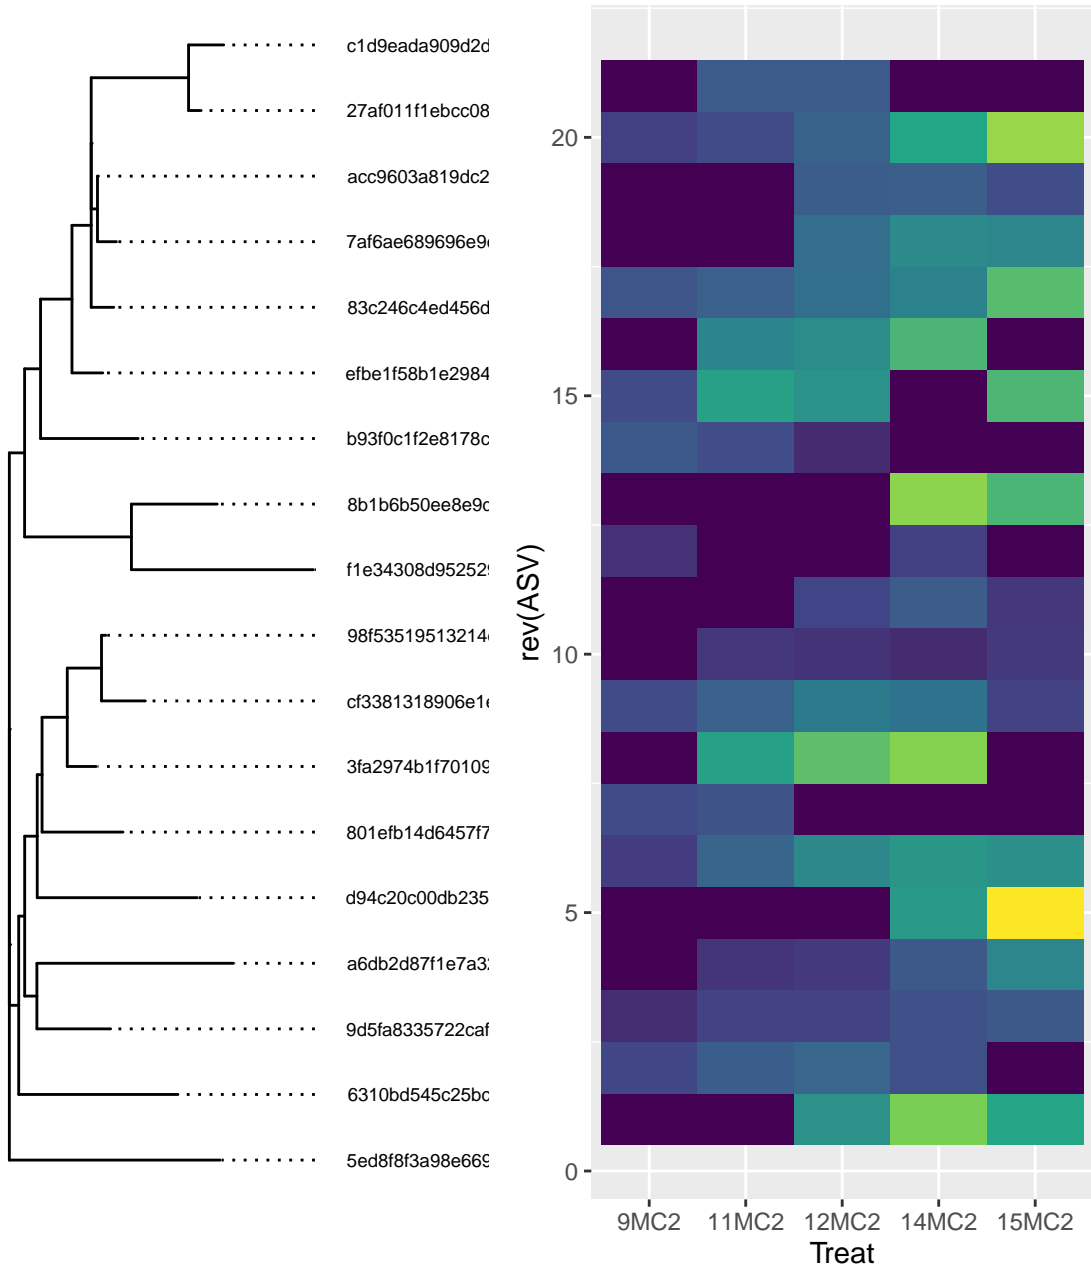 c1d9eada909d2d
27af011f1ebcc08
acc9603a819dc2
7af6ae689696e9
83c246c4ed456d
efbe1f58b1e2984
b93f0c1f2e8178c
8b1b6b50ee8e9c
f1e34308d95252
98f53519513214
cf3381318906e1
3fa2974b1f70109
801efb14d6457f7
d94c20c00db235
a6db2d87f1e7a3
9d5fa8335722caf
6310bd545c25bc
5ed8f8f3a98e669
rev(ASV)
20
15
10
5
0
9MC2 11MC2 12MC2 14MC2 15MC2
Treat